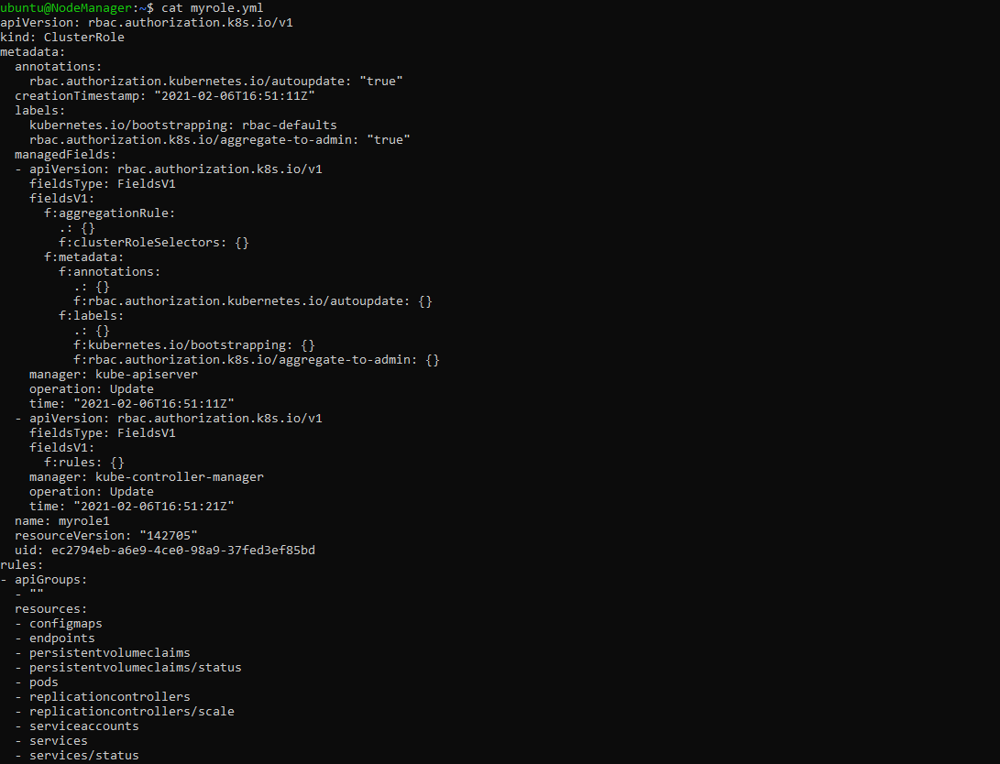 ubuntu@NodeManager:~$ cat myrole.yml
apiVersion: rbac.authorization.k8s.io/v1
kind: ClusterRole
metadata:
  annotations:
    rbac.authorization.kubernetes.io/autoupdate: "true"
  creationTimestamp: "2021-02-06T16:51:11Z"
  labels:
    kubernetes.io/bootstrapping: rbac-defaults
    rbac.authorization.k8s.io/aggregate-to-admin: "true"
  managedFields:
  - apiVersion: rbac.authorization.k8s.io/v1
    fieldsType: FieldsV1
    fieldsV1:
      f:aggregationRule:
        .: {}
        f:clusterRoleSelectors: {}
      f:metadata:
        f:annotations:
          .: {}
          f:rbac.authorization.kubernetes.io/autoupdate: {}
        f:labels:
          .: {}
          f:kubernetes.io/bootstrapping: {}
          f:rbac.authorization.k8s.io/aggregate-to-admin: {}
    manager: kube-apiserver
    operation: Update
    time: "2021-02-06T16:51:11Z"
  - apiVersion: rbac.authorization.k8s.io/v1
    fieldsType: FieldsV1
    fieldsV1:
      f:rules: {}
    manager: kube-controller-manager
    operation: Update
    time: "2021-02-06T16:51:21Z"
  name: myrole1
  resourceVersion: "142705"
  uid: ec2794eb-a6e9-4ce0-98a9-37fed3ef85bd
rules:
- apiGroups:
  - ""
  resources:
  - configmaps
  - endpoints
  - persistentvolumeclaims
  - persistentvolumeclaims/status
  - pods
  - replicationcontrollers
  - replicationcontrollers/scale
  - serviceaccounts
  - services
  - services/status